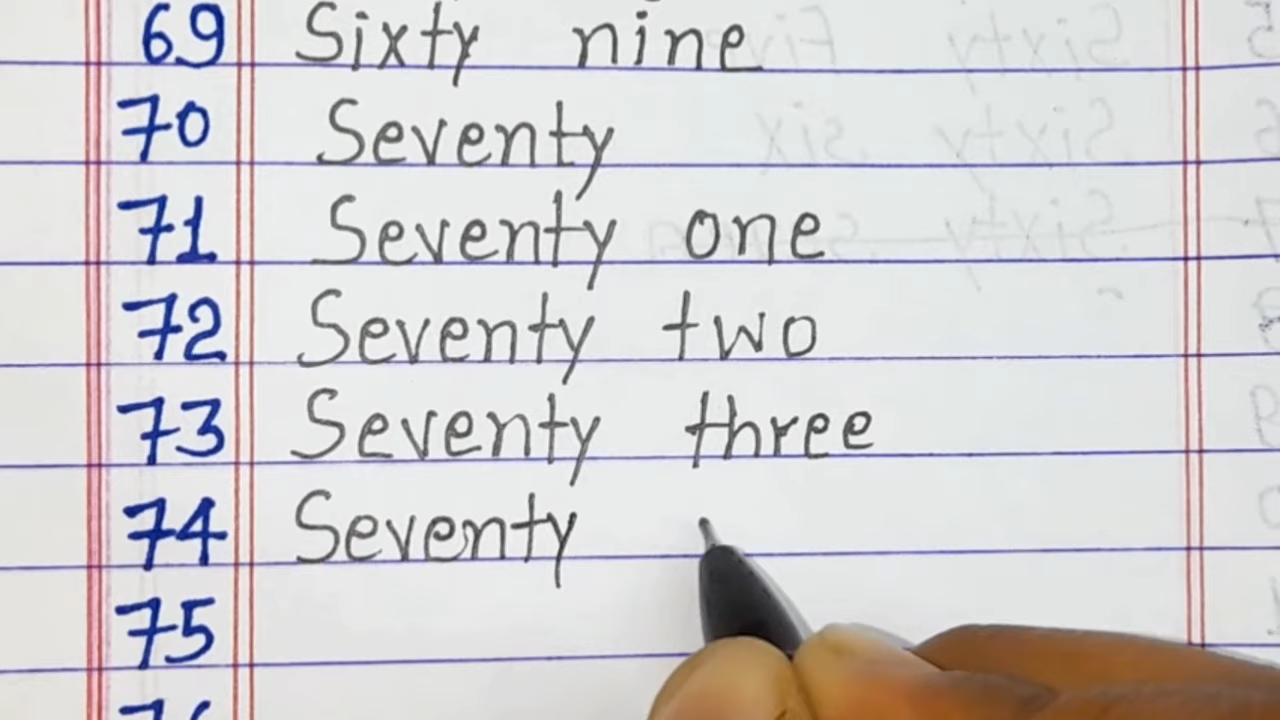 69 Sixty nine
70 Seventy
71 Seventy one
72 Seventy two
73 Seventy three
74 Seventy
75